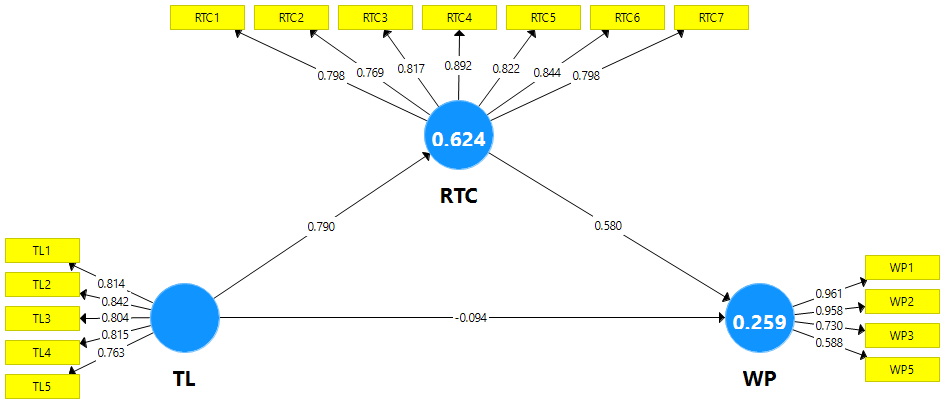 RTC1 RTC2 RTC3 RTC4 RTC5 RTC6 RTC7
0.798 0.769 0.817 0.892 0.822 0.844 0.798
0.624
RTC
0.790
0.580
TL1
TL2
TL3
TL4
TL5
0.814
0.842
0.804
0.815
0.763
TL
-0.094
0.259
WP
0.961
0.958
0.730
0.588
WP1
WP2
WP3
WP5